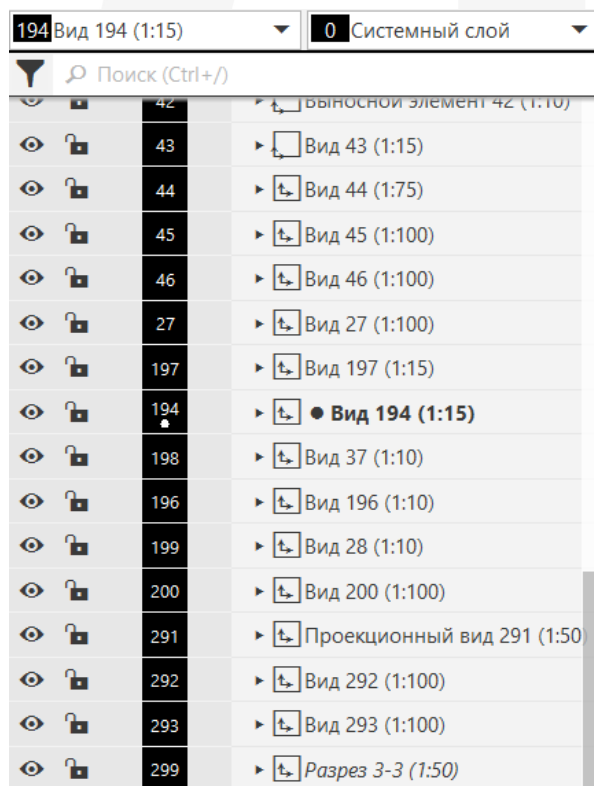 194 Вид 194 (1:15) 0 Системный слой
Поиск (Ctrl+/)
42 Выносной элемент 42 (1:10)
43 Вид 43 (1:15)
44 Вид 44 (1:75)
45 Вид 45 (1:100)
46 Вид 46 (1:100)
27 Вид 27 (1:100)
197 Вид 197 (1:15)
194 ● Вид 194 (1:15)
198 Вид 37 (1:10)
196 Вид 196 (1:10)
199 Вид 28 (1:10)
200 Вид 200 (1:100)
291 Проекционный вид 291 (1:50)
292 Вид 292 (1:100)
293 Вид 293 (1:100)
299 Разрез 3-3 (1:50)